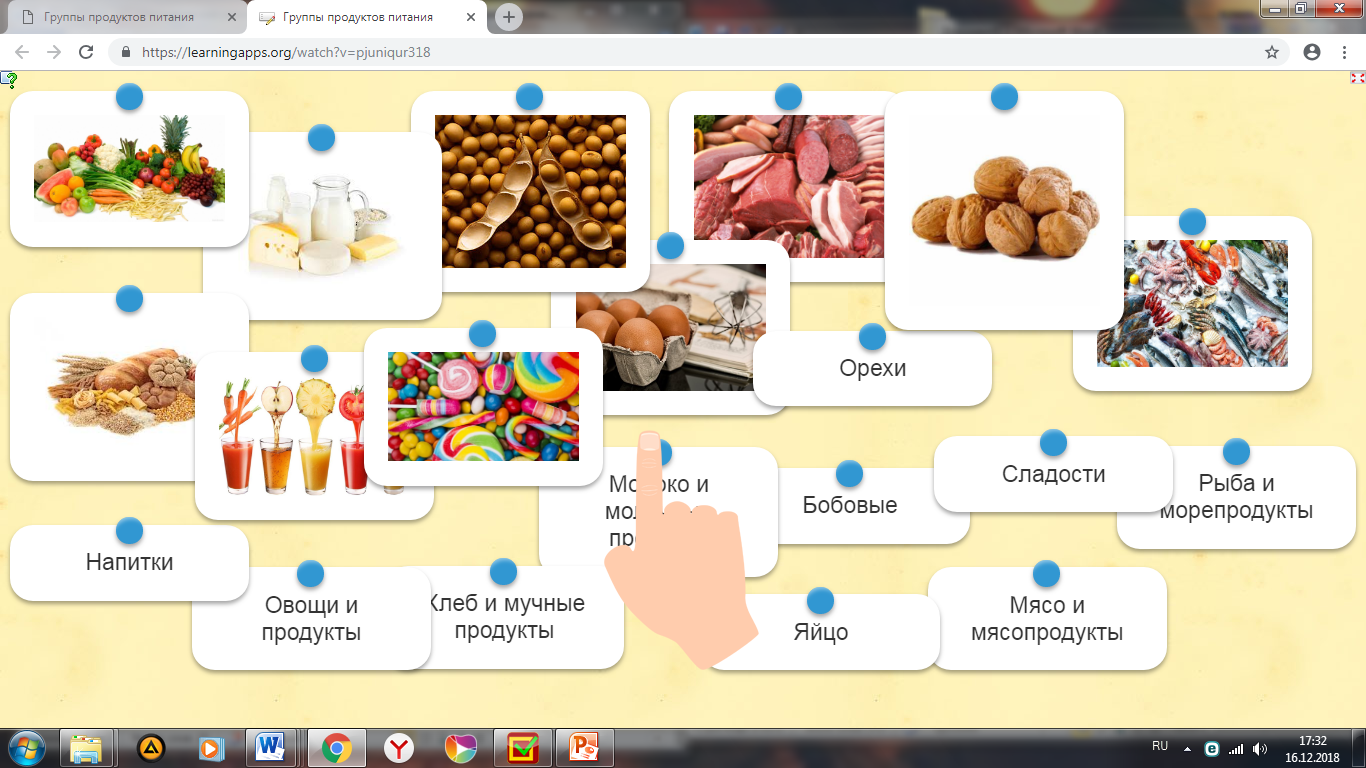 Группы продуктов питания
Группы продуктов питания
https://learningapps.org/watch?v=pjuniqur318
Орехи
и
Бобовые
Сладости
Рыба и
морепродукты
Напитки
Овощи и
продукты
Хлеб и мучные
продукты
Яйцо
Мясо и
мясопродукты
RU
17:32
16.12.2018